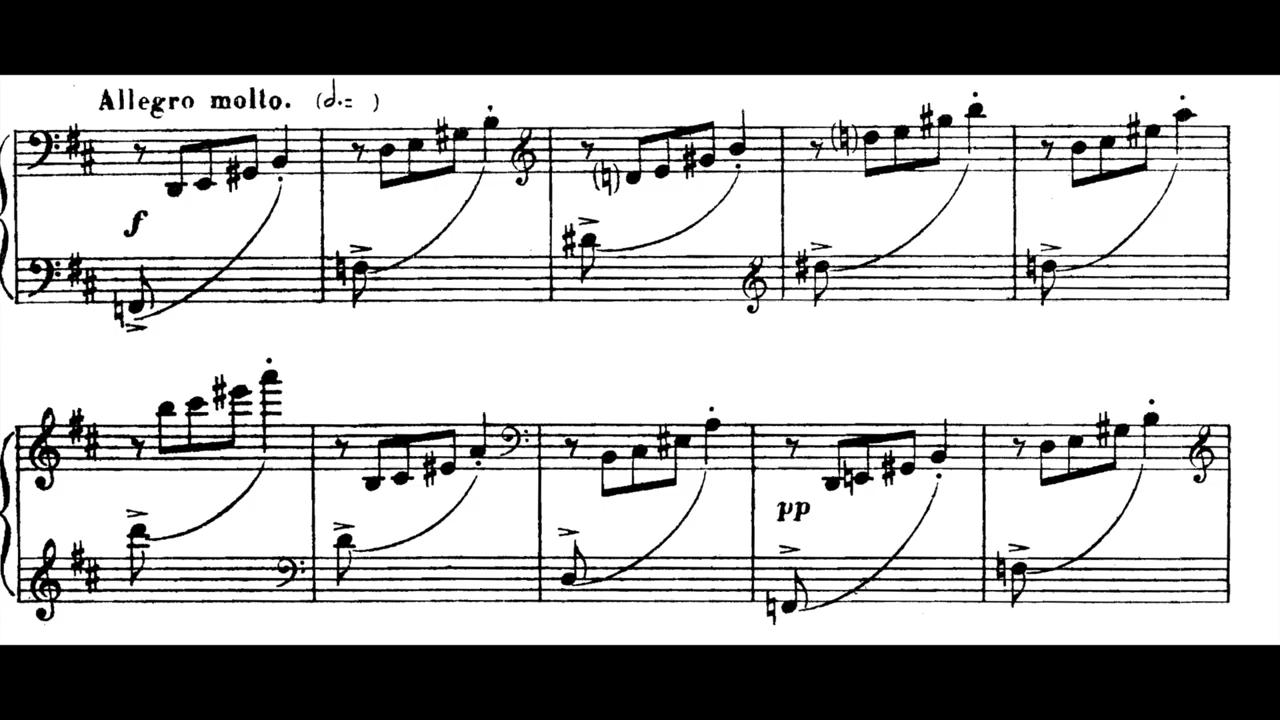 Allegro molto. (𝅗𝅥. = )
f
pp